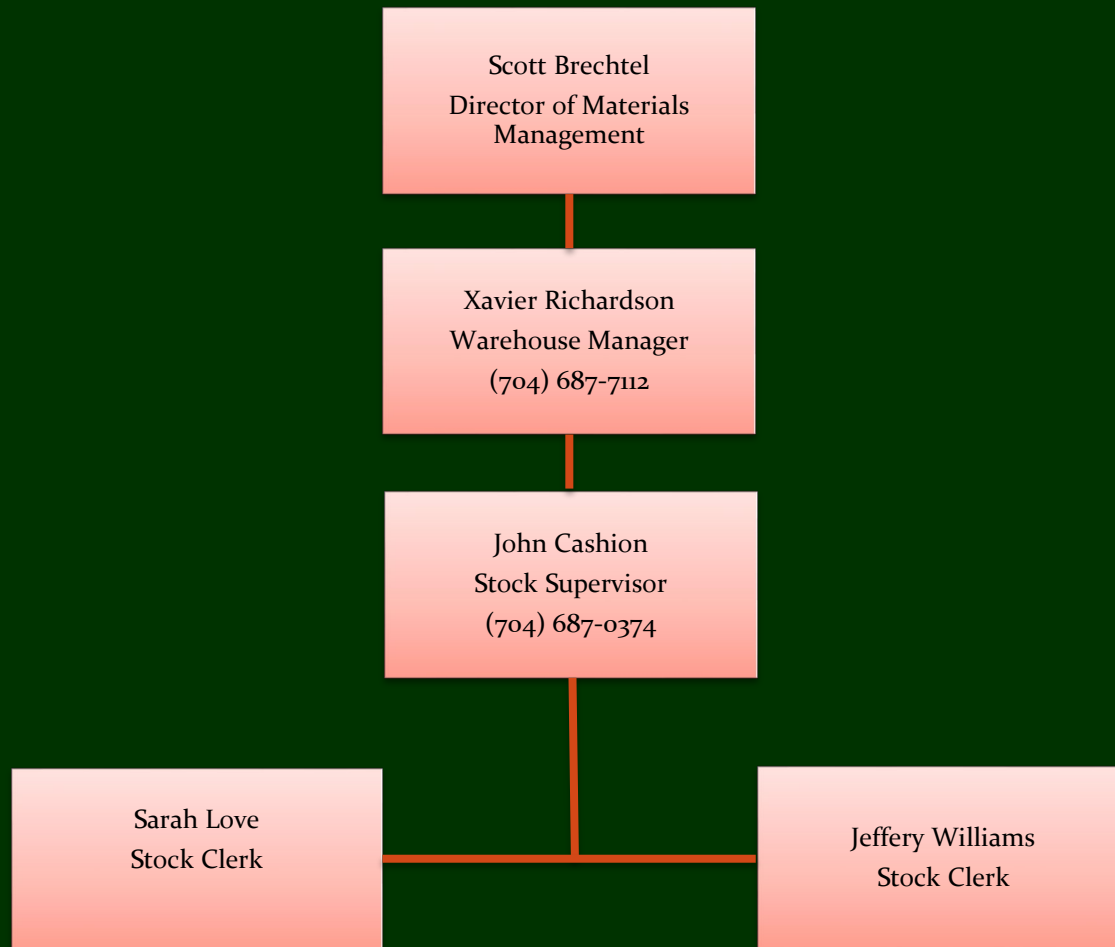 Scott Brechtel
Director of Materials
Management
Xavier Richardson
Warehouse Manager
(704) 687-7112
John Cashion
Stock Supervisor
(704) 687-0374
Sarah Love
Stock Clerk
Jeffery Williams
Stock Clerk